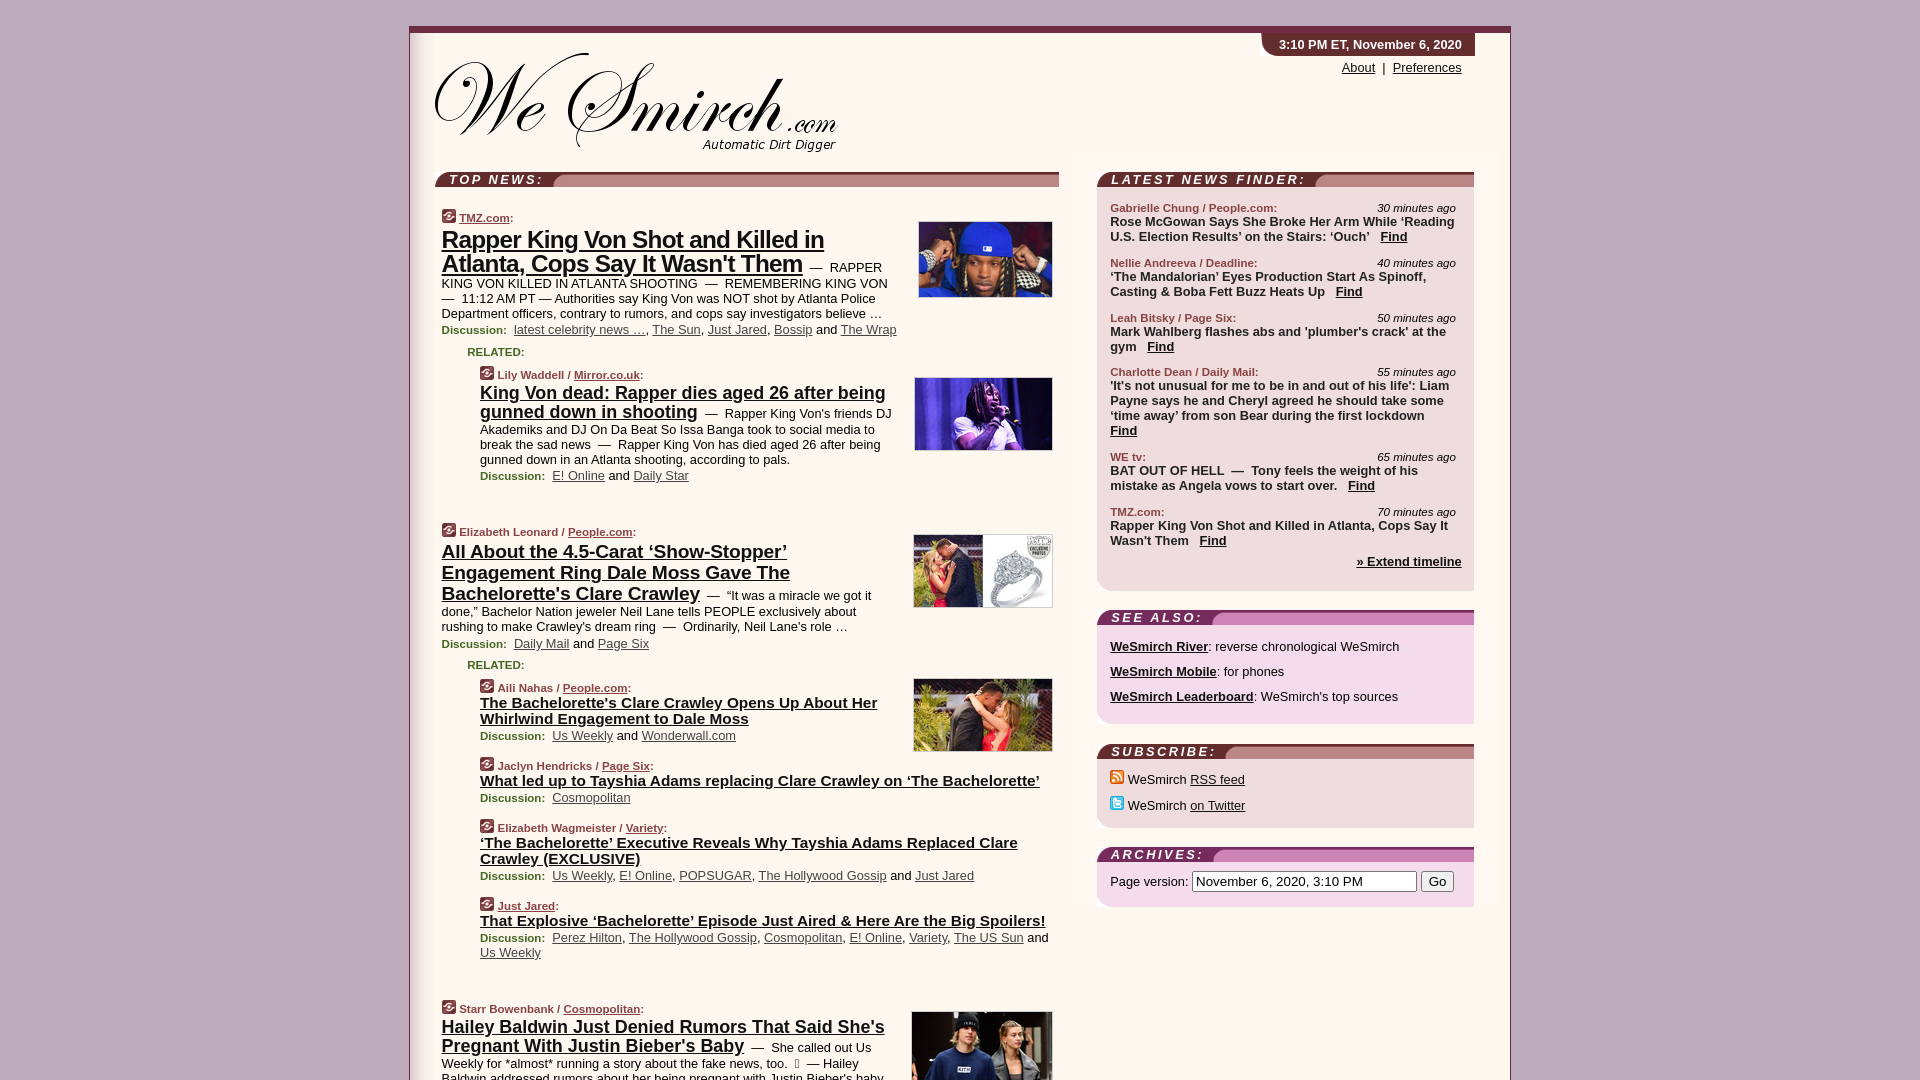 3:10 PM ET, November 6, 2020
About | Preferences
We Smirch.com
Automatic Dirt Digger
TOP NEWS:
TMZ.com:
Rapper King Von Shot and Killed in
Atlanta, Cops Say It Wasn't Them — RAPPER
KING VON KILLED IN ATLANTA SHOOTING — REMEMBERING KING VON
— 11:12 AM PT — Authorities say King Von was NOT shot by Atlanta Police
Department officers, contrary to rumors, and cops say investigators believe …
Discussion: latest celebrity news …, The Sun, Just Jared, Bossip and The Wrap
RELATED:
Lily Waddell / Mirror.co.uk:
King Von dead: Rapper dies aged 26 after being
gunned down in shooting — Rapper King Von's friends DJ
Akademiks and DJ On Da Beat So Issa Banga took to social media to
break the sad news — Rapper King Von has died aged 26 after being
gunned down in an Atlanta shooting, according to pals.
Discussion: E! Online and Daily Star
Elizabeth Leonard / People.com:
All About the 4.5-Carat ‘Show-Stopper’
Engagement Ring Dale Moss Gave The
Bachelorette's Clare Crawley — “It was a miracle we got it
done,” Bachelor Nation jeweler Neil Lane tells PEOPLE exclusively about
rushing to make Crawley's dream ring — Ordinarily, Neil Lane's role …
Discussion: Daily Mail and Page Six
RELATED:
Aili Nahas / People.com:
The Bachelorette's Clare Crawley Opens Up About Her
Whirlwind Engagement to Dale Moss
Discussion: Us Weekly and Wonderwall.com
Jaclyn Hendricks / Page Six:
What led up to Tayshia Adams replacing Clare Crawley on ‘The Bachelorette’
Discussion: Cosmopolitan
Elizabeth Wagmeister / Variety:
‘The Bachelorette’ Executive Reveals Why Tayshia Adams Replaced Clare
Crawley (EXCLUSIVE)
Discussion: Us Weekly, E! Online, POPSUGAR, The Hollywood Gossip and Just Jared
Just Jared:
That Explosive ‘Bachelorette’ Episode Just Aired & Here Are the Big Spoilers!
Discussion: Perez Hilton, The Hollywood Gossip, Cosmopolitan, E! Online, Variety, The US Sun and
Us Weekly
Starr Bowenbank / Cosmopolitan:
Hailey Baldwin Just Denied Rumors That Said She's
Pregnant With Justin Bieber's Baby — She called out Us
Weekly for *almost* running a story about the fake news, too. — Hailey
Baldwin addressed rumors about her being pregnant with Justin Bieber's baby
LATEST NEWS FINDER:
Gabrielle Chung / People.com: 30 minutes ago
Rose McGowan Says She Broke Her Arm While ‘Reading
U.S. Election Results’ on the Stairs: ‘Ouch’ Find
Nellie Andreeva / Deadline: 40 minutes ago
‘The Mandalorian’ Eyes Production Start As Spinoff,
Casting & Boba Fett Buzz Heats Up Find
Leah Bitsky / Page Six: 50 minutes ago
Mark Wahlberg flashes abs and 'plumber's crack' at the
gym Find
Charlotte Dean / Daily Mail: 55 minutes ago
'It's not unusual for me to be in and out of his life': Liam
Payne says he and Cheryl agreed he should take some
‘time away’ from son Bear during the first lockdown
Find
WE tv: 65 minutes ago
BAT OUT OF HELL — Tony feels the weight of his
mistake as Angela vows to start over. Find
TMZ.com: 70 minutes ago
Rapper King Von Shot and Killed in Atlanta, Cops Say It
Wasn't Them Find
» Extend timeline
SEE ALSO:
WeSmirch River: reverse chronological WeSmirch
WeSmirch Mobile: for phones
WeSmirch Leaderboard: WeSmirch's top sources
SUBSCRIBE:
WeSmirch RSS feed
WeSmirch on Twitter
ARCHIVES:
Page version: November 6, 2020, 3:10 PM Go